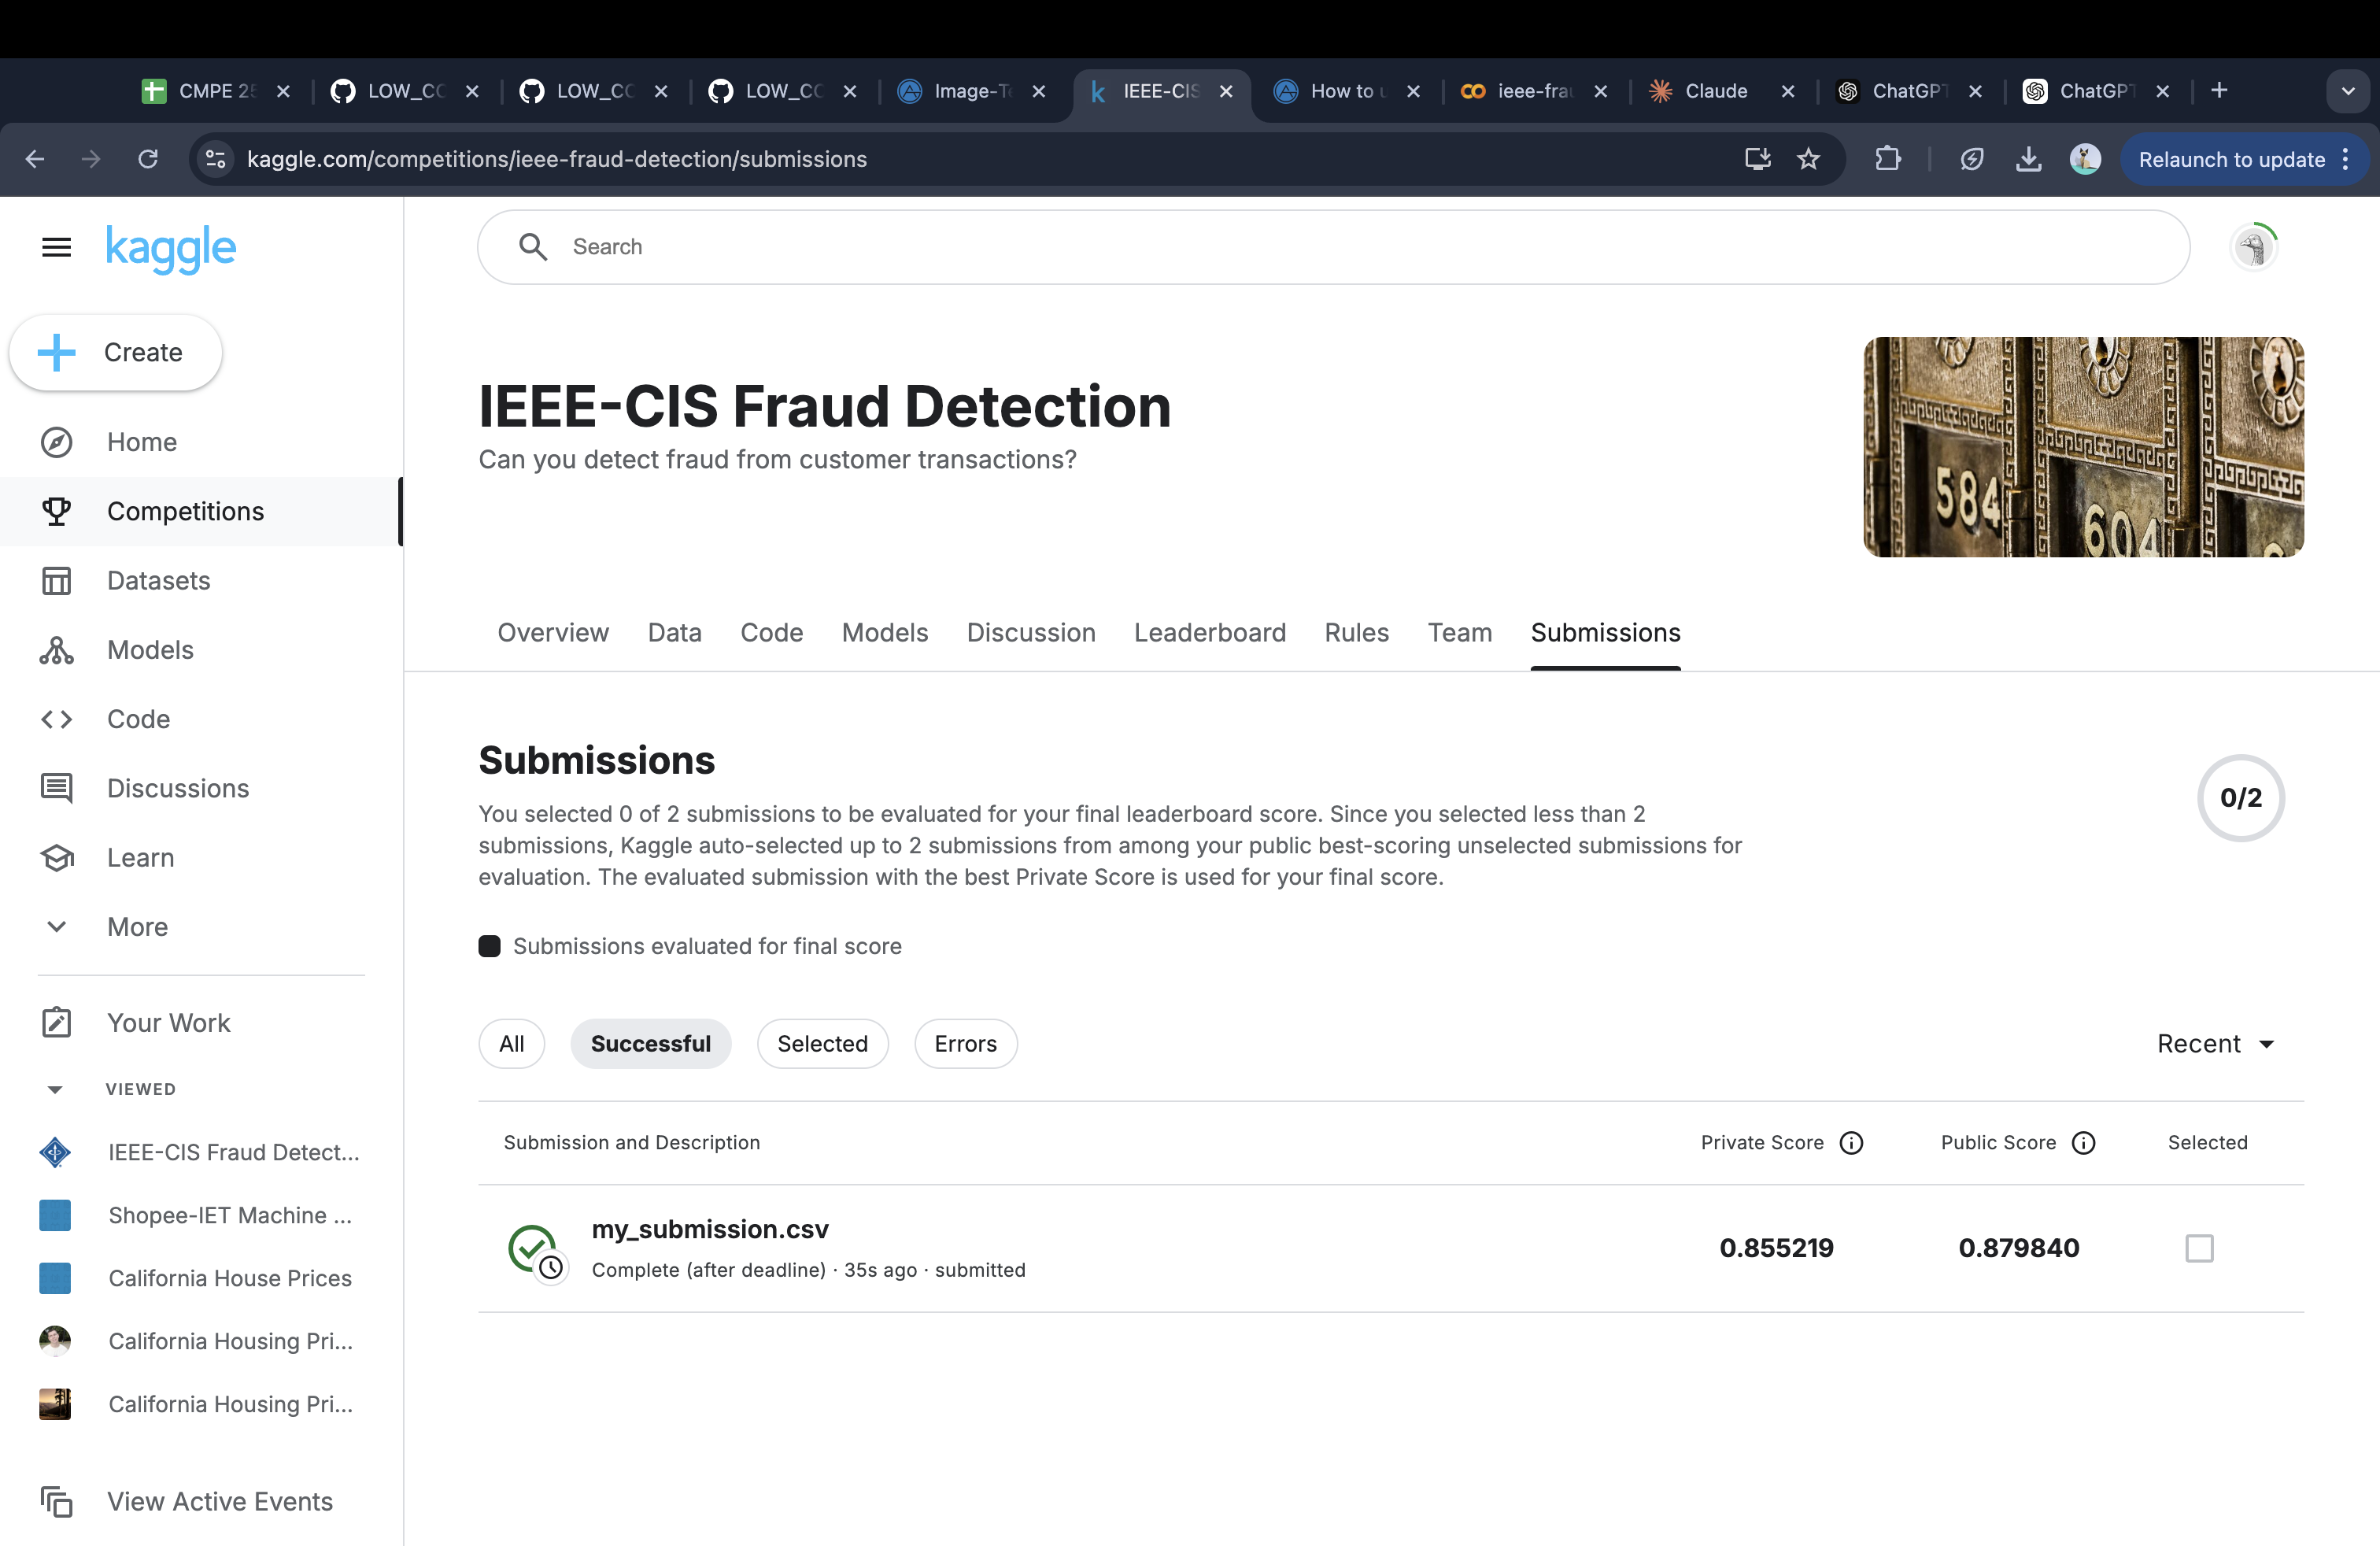 CMPE 25
LOW_CC
LOW_CC
LOW_CC
Image-Te
IEEE-CIS
How to u
ieee-frau
Claude
ChatGPT
ChatGPT
kaggle.com/competitions/ieee-fraud-detection/submissions
Relaunch to update
kaggle
Search
Create
Home
Competitions
Datasets
Models
Code
Discussions
Learn
More
Your Work
VIEWED
IEEE-CIS Fraud Detect...
Shopee-IET Machine ...
California House Prices
California Housing Pri...
California Housing Pri...
View Active Events
IEEE-CIS Fraud Detection
Can you detect fraud from customer transactions?
584
604
Overview
Data
Code
Models
Discussion
Leaderboard
Rules
Team
Submissions
Submissions
You selected 0 of 2 submissions to be evaluated for your final leaderboard score. Since you selected less than 2
submissions, Kaggle auto-selected up to 2 submissions from among your public best-scoring unselected submissions for
evaluation. The evaluated submission with the best Private Score is used for your final score.
0/2
Submissions evaluated for final score
All
Successful
Selected
Errors
Recent
Submission and Description
Private Score
Public Score
Selected
my_submission.csv
0.855219
0.879840
Complete (after deadline) · 35s ago · submitted